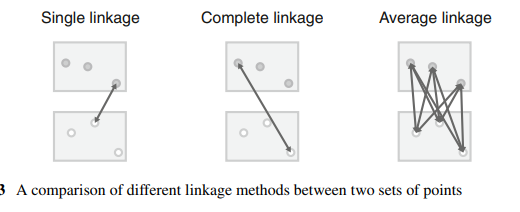 Single linkage Complete linkage Average linkage
3 A comparison of different linkage methods between two sets of points